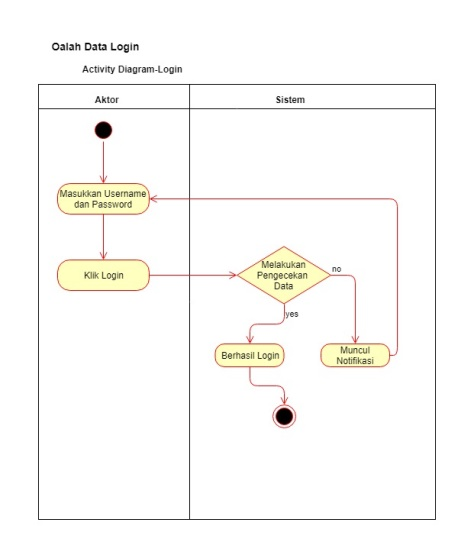 Oalah Data Login
Activity Diagram-Login
Aktor
Sistem
Masukkan Username
dan Password
Klik Login
Melakukan
Pengecekan
Data
no
yes
Berhasil Login
Muncul
Notifikasi